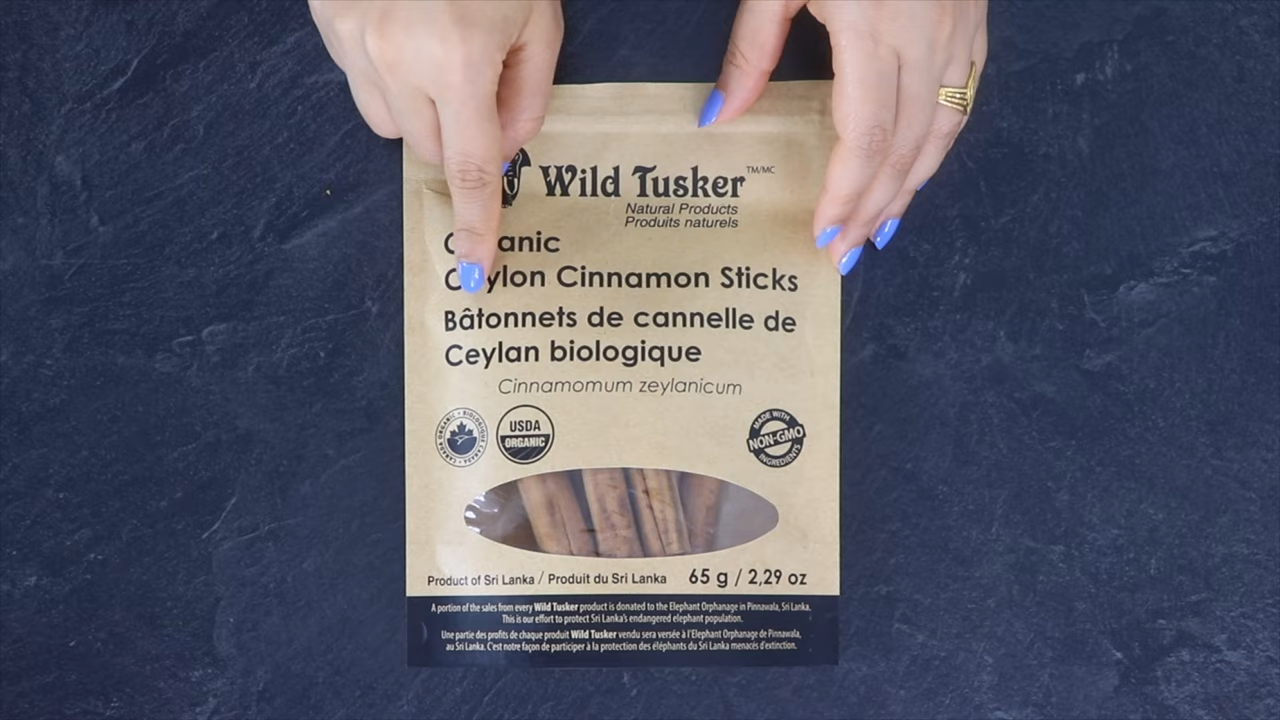 Wild Tusker TM/MC
Natural Products
Produits naturels
Cinnamon Sticks
Bâtonnets de cannelle de
Ceylan biologique
Cinnamomum zeylanicum
CANADA ORGANIC • BIOLOGIQUE CANADA •
USDA
ORGANIC
MADE WITH
NON-GMO
INGREDIENTS
Product of Sri Lanka / Produit du Sri Lanka 65 g / 2,29 oz
A portion of the sales from every Wild Tusker product is donated to the Elephant Orphanage in Pinnawala, Sri Lanka.
This is our effort to protect Sri Lanka's endangered elephant population.
Une partie des profits de chaque produit Wild Tusker vendu sera versée à l'Elephant Orphanage de Pinnawala,
au Sri Lanka. C'est notre façon de participer à la protection des éléphants du Sri Lanka menacés d'extinction.